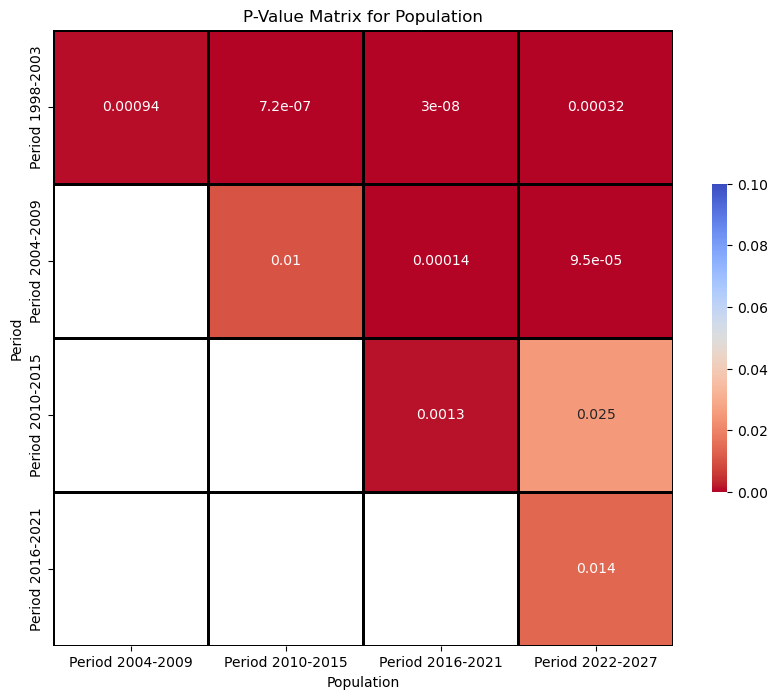 P-Value Matrix for Population
Period 1998-2003
0.00094
7.2e-07
3e-08
0.00032
Period 2004-2009
0.01
0.00014
9.5e-05
Period
Period 2010-2015
0.0013
0.025
Period 2016-2021
0.014
Period 2004-2009
Period 2010-2015
Period 2016-2021
Period 2022-2027
Population
0.10
0.08
0.06
0.04
0.02
0.00